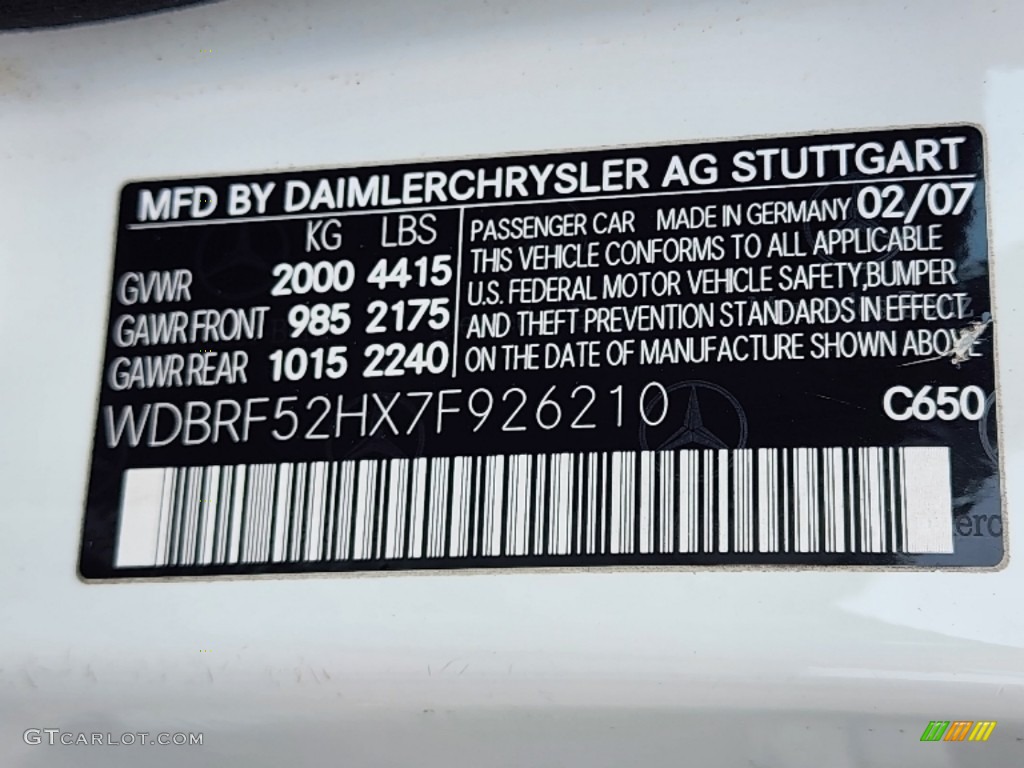 MFD BY DAIMLERCHRYSLER AG STUTTGART
KG LBS
GVWR 2000 4415
GAWR FRONT 985 2175
GAWR REAR 1015 2240
PASSENGER CAR MADE IN GERMANY 02/07
THIS VEHICLE CONFORMS TO ALL APPLICABLE
U.S. FEDERAL MOTOR VEHICLE SAFETY, BUMPER
AND THEFT PREVENTION STANDARDS IN EFFECT
ON THE DATE OF MANUFACTURE SHOWN ABOVE
WDBRF52HX7F926210 C650
GTCARLOT.COM